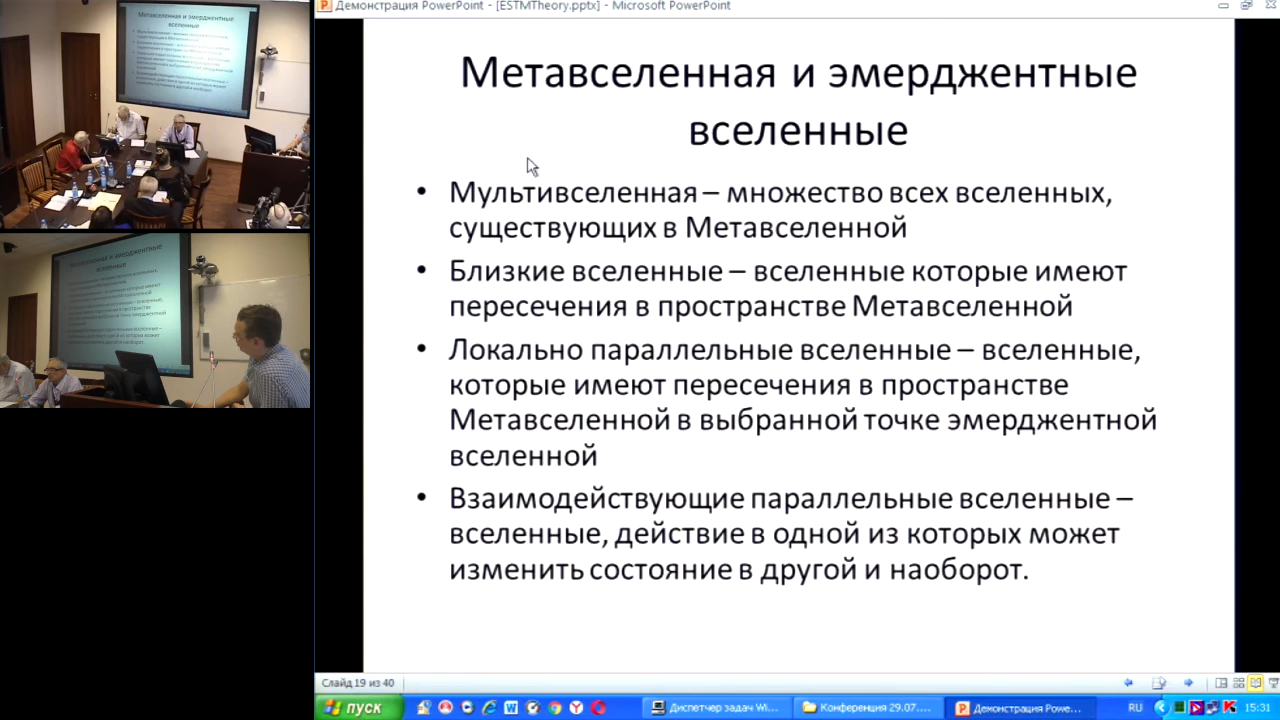 Демонстрация PowerPoint - [ESTMTheory.pptx] - Microsoft PowerPoint
Метавселенная и эмерджентные
вселенные
• Мультивселенная – множество всех вселенных,
существующих в Метавселенной
• Близкие вселенные – вселенные которые имеют
пересечения в пространстве Метавселенной
• Локально параллельные вселенные – вселенные,
которые имеют пересечения в пространстве
Метавселенной в выбранной точке эмерджентной
вселенной
• Взаимодействующие параллельные вселенные –
вселенные, действие в одной из которых может
изменить состояние в другой и наоборот.
Слайд 19 из 40
пуск
Диспетчер задач Wi...
Конференция 29.07....
Демонстрация Powe...
RU
15:31
Метавселенная и эмерджентные
вселенные